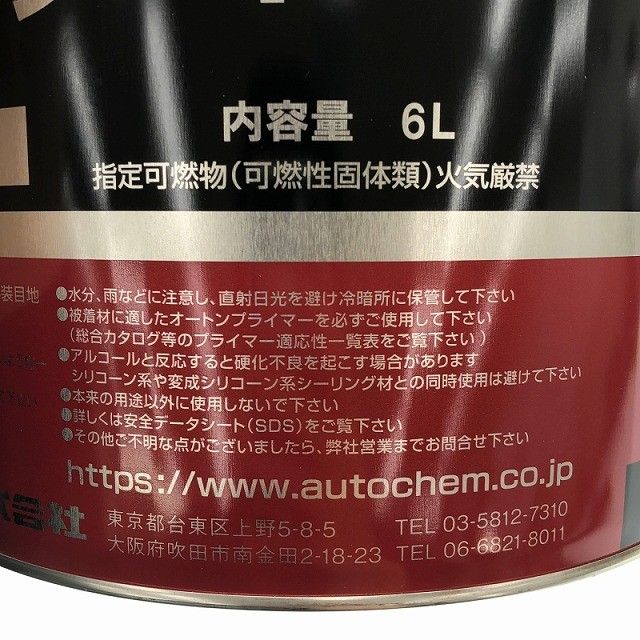 内容量 6L
指定可燃物(可燃性固体類)火気厳禁
装目地
●水分、雨などに注意し、直射日光を避け冷暗所に保管して下さい
●被着材に適したオートンプライマーを必ずご使用して下さい
(総合カタログ等のプライマー適応性一覧表をご覧下さい)
●アルコールと反応すると硬化不良を起こす場合があります
シリコーン系や変成シリコーン系シーリング材との同時使用は避けて下さい
●本来の用途以外に使用しないで下さい
●詳しくは安全データシート(SDS)をご覧下さい
●その他ご不明な点がございましたら、弊社営業までお問合せ下さい
https://www.autochem.co.jp
会社
東京都台東区上野5-8-5 TEL 03-5812-7310
大阪府吹田市南金田2-18-23 TEL 06-6821-8011